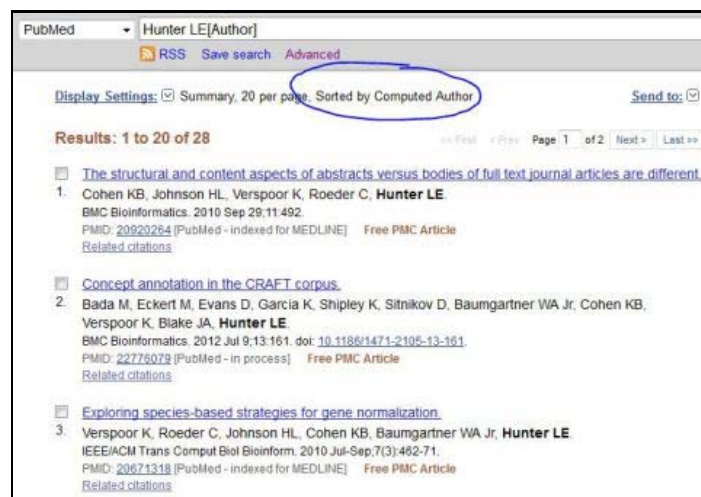 PubMed Hunter LE[Author]
RSS Save search Advanced
Display Settings: Summary, 20 per page, Sorted by Computed Author Send to:
Results: 1 to 20 of 28 << First < Prev Page 1 of 2 Next > Last >>
The structural and content aspects of abstracts versus bodies of full text journal articles are different.
1. Cohen KB, Johnson HL, Verspoor K, Roeder C, Hunter LE.
BMC Bioinformatics. 2010 Sep 29;11:492.
PMID: 20920264 [PubMed - indexed for MEDLINE] Free PMC Article
Related citations
Concept annotation in the CRAFT corpus.
2. Bada M, Eckert M, Evans D, Garcia K, Shipley K, Sitnikov D, Baumgartner WA Jr, Cohen KB,
Verspoor K, Blake JA, Hunter LE.
BMC Bioinformatics. 2012 Jul 9;13:161. doi: 10.1186/1471-2105-13-161.
PMID: 22776079 [PubMed - in process] Free PMC Article
Related citations
Exploring species-based strategies for gene normalization.
3. Verspoor K, Roeder C, Johnson HL, Cohen KB, Baumgartner WA Jr, Hunter LE.
IEEE/ACM Trans Comput Biol Bioinform. 2010 Jul-Sep;7(3):462-71.
PMID: 20671318 [PubMed - indexed for MEDLINE] Free PMC Article
Related citations